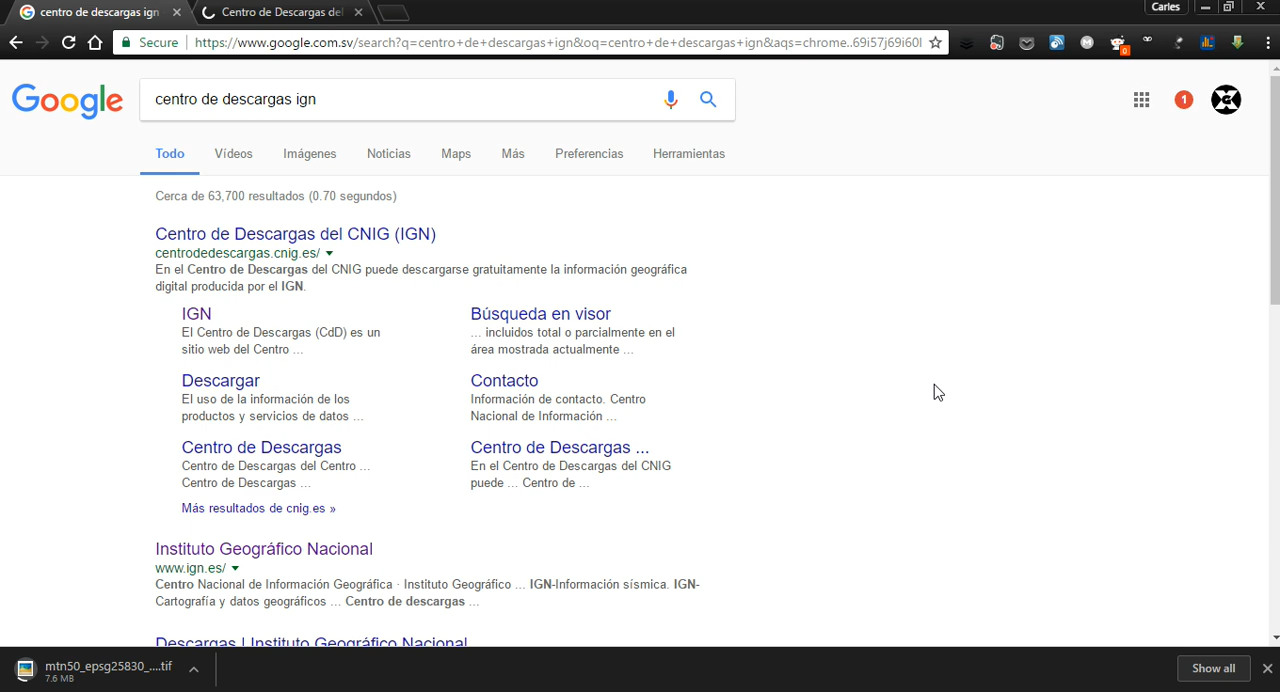 centro de descargas ign
Centro de Descargas del
Carles
Secure
https://www.google.com.sv/search?q=centro+de+descargas+ign&oq=centro+de+descargas+ign&aqs=chrome..69i57j69i60l
0
Google
centro de descargas ign
1
Todo
Vídeos
Imágenes
Noticias
Maps
Más
Preferencias
Herramientas
Cerca de 63,700 resultados (0.70 segundos)
Centro de Descargas del CNIG (IGN)
centrodedescargas.cnig.es/
En el Centro de Descargas del CNIG puede descargarse gratuitamente la información geográfica
digital producida por el IGN.
IGN
El Centro de Descargas (CdD) es un
sitio web del Centro ...
Búsqueda en visor
... incluidos total o parcialmente en el
área mostrada actualmente ...
Descargar
El uso de la información de los
productos y servicios de datos ...
Contacto
Información de contacto. Centro
Nacional de Información ...
Centro de Descargas
Centro de Descargas del Centro ...
Centro de Descargas ...
Centro de Descargas ...
En el Centro de Descargas del CNIG
puede ... Centro de ...
Más resultados de cnig.es »
Instituto Geográfico Nacional
www.ign.es/
Centro Nacional de Información Geográfica · Instituto Geográfico ... IGN-Información sísmica. IGN-
Cartografía y datos geográficos ... Centro de descargas ...
Descargas | Instituto Geográfico Nacional
mtn50_epsg25830_....tif
7.6 MB
Show all